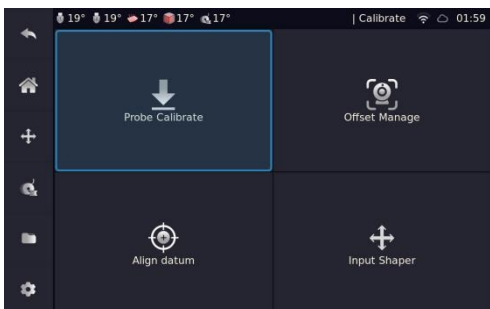 19° 19° 17° 17° 17° | Calibrate 01:59
Probe Calibrate
Offset Manage
Align datum
Input Shaper